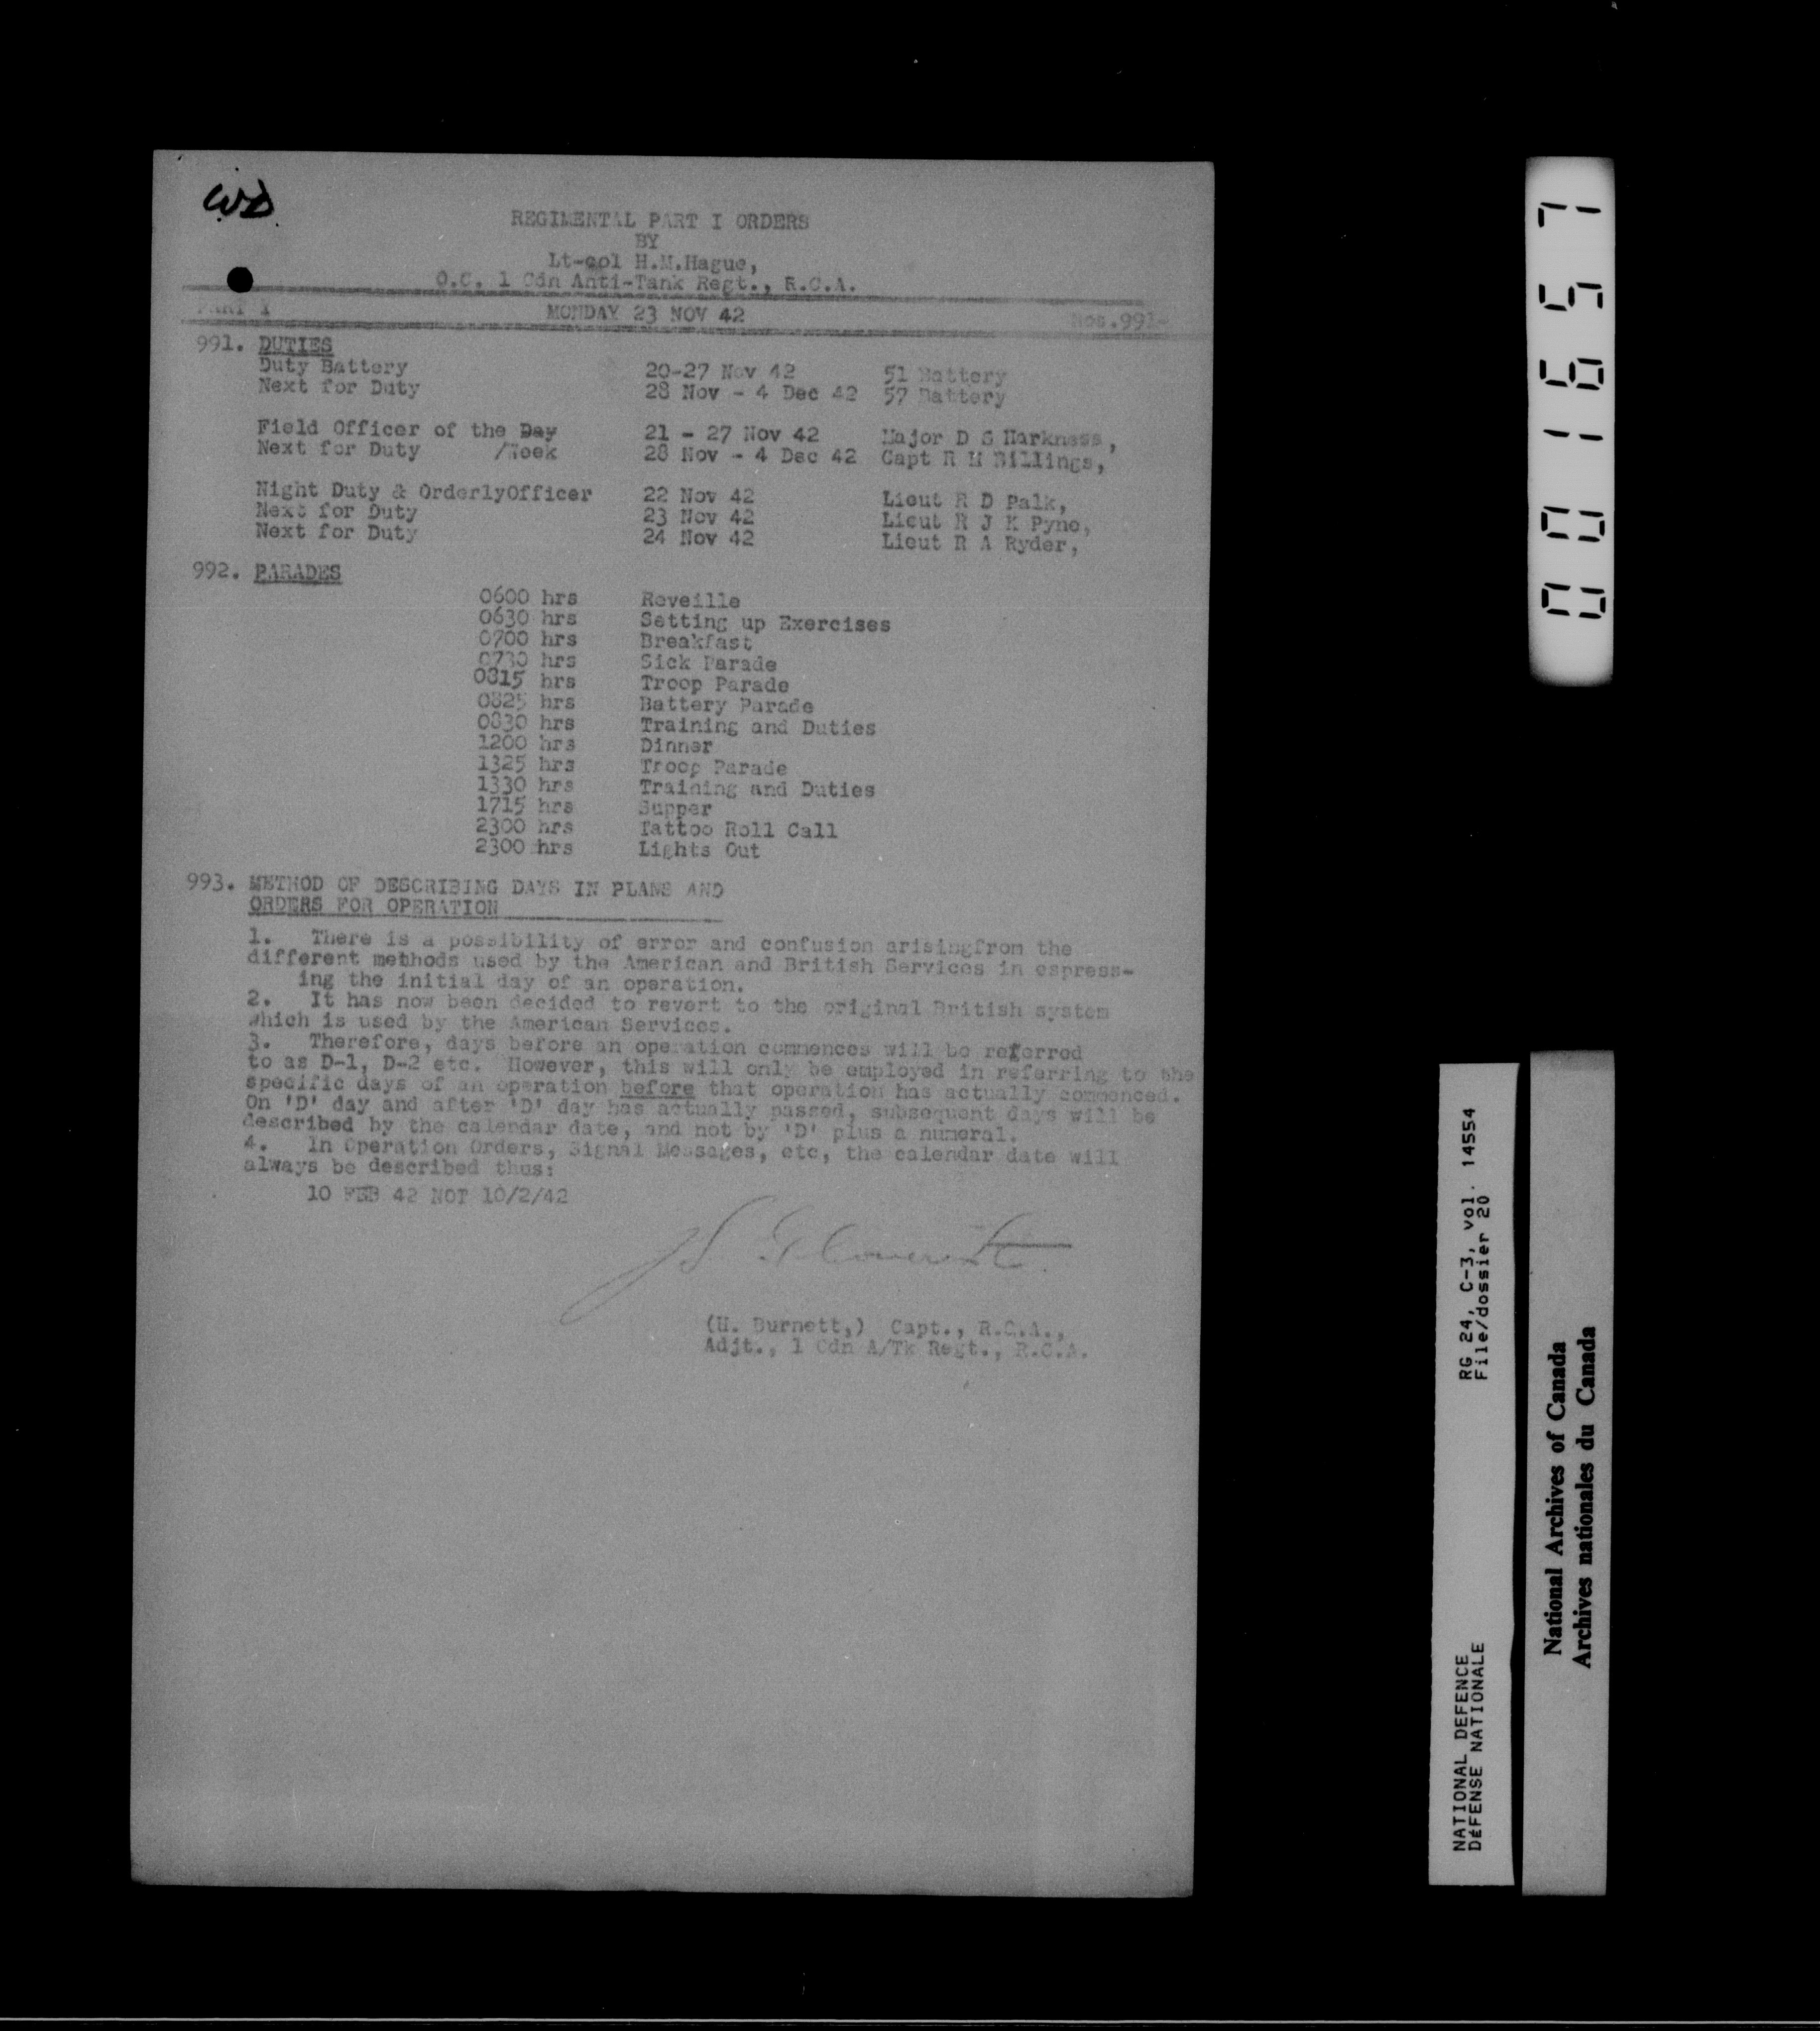 WD
REGIMENTAL PART I ORDERS
BY
Lt-col H.M.Hague,
O.C. 1 Cdn Anti-Tank Regt., R.C.A.
PART I MONDAY 23 NOV 42 Nos.991-
991. DUTIES
Duty Battery 20-27 Nov 42 51 Battery
Next for Duty 28 Nov - 4 Dec 42 57 Battery
Field Officer of the Day 21 - 27 Nov 42 Major D S Harkness,
Next for Duty /Week 28 Nov - 4 Dec 42 Capt R M Billings,
Night Duty & OrderlyOfficer 22 Nov 42 Lieut R D Palk,
Next for Duty 23 Nov 42 Lieut R J K Pyne,
Next for Duty 24 Nov 42 Lieut R A Ryder,
992. PARADES
0600 hrs Reveille
0630 hrs Setting up Exercises
0700 hrs Breakfast
0730 hrs Sick Parade
0815 hrs Troop Parade
0825 hrs Battery Parade
0830 hrs Training and Duties
1200 hrs Dinner
1325 hrs Troop Parade
1330 hrs Training and Duties
1715 hrs Supper
2300 hrs Tattoo Roll Call
2300 hrs Lights Out
993. METHOD OF DESCRIBING DAYS IN PLANS AND
ORDERS FOR OPERATION
1. There is a possibility of error and confusion arisingfrom the
different methods used by the American and British Services in espress-
ing the initial day of an operation.
2. It has now been decided to revert to the original British system
which is used by the American Services.
3. Therefore, days before an operation commences will be referred
to as D-1, D-2 etc. However, this will only be employed in referring to the
specific days of an operation before that operation has actually commenced.
On 'D' day and after 'D' day has actually passed, subsequent days will be
described by the calendar date, and not by 'D' plus a numeral.
4. In Operation Orders, Signal Messages, etc, the calendar date will
always be described thus:
10 FEB 42 NOT 10/2/42
(H. Burnett,) Capt., R.C.A.,
Adjt., 1 Cdn A/Tk Regt., R.C.A.
001657
RG 24, C-3, vol. 14554
File/dossier 20
NATIONAL DEFENCE
DÉFENSE NATIONALE
National Archives of Canada
Archives nationales du Canada